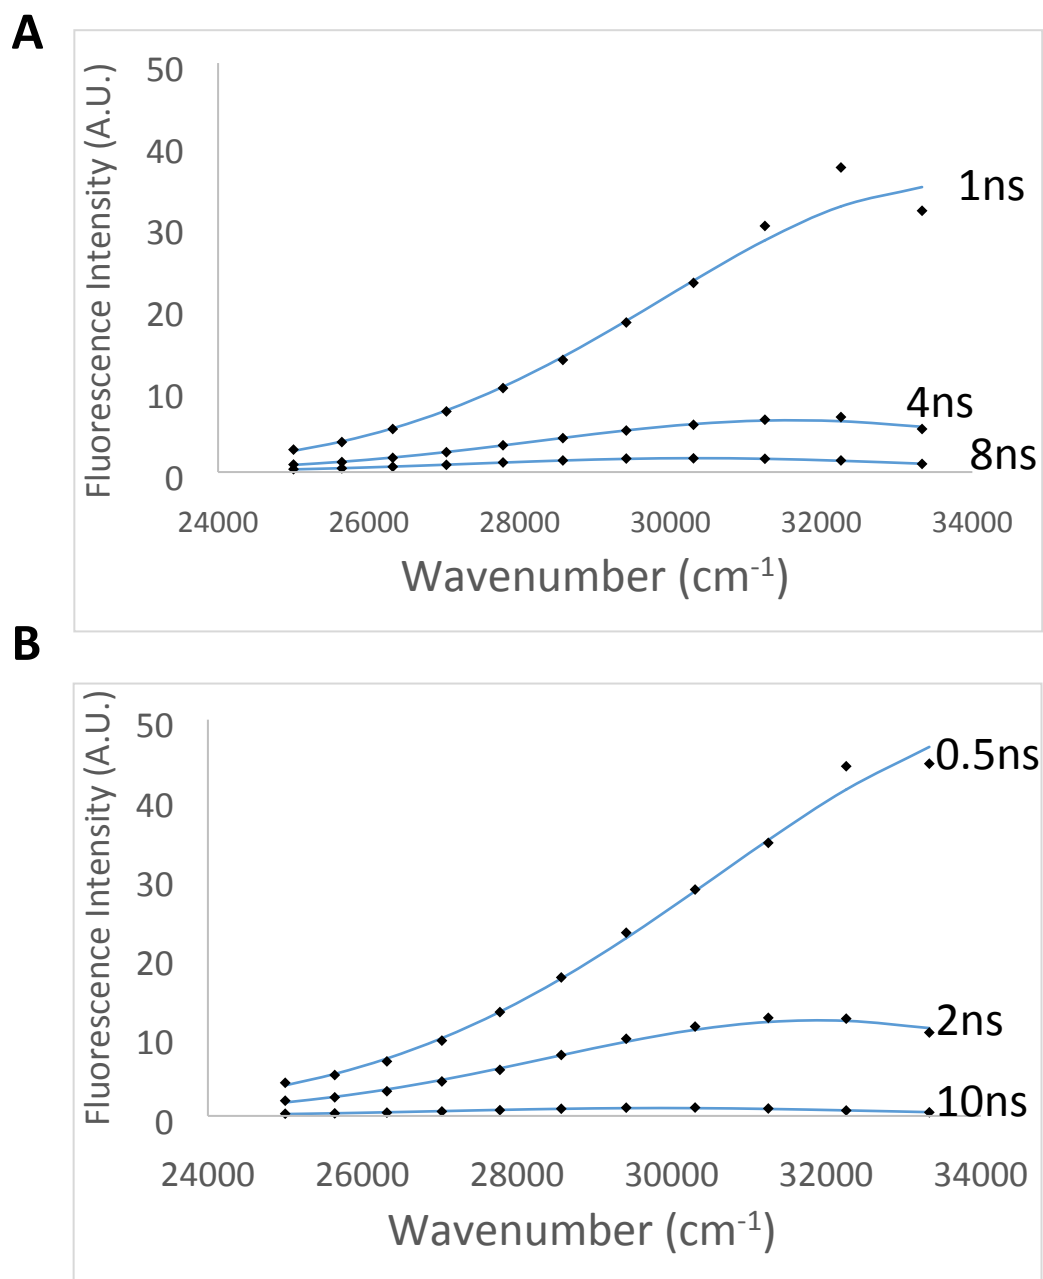 A
Fluorescence Intensity (A.U.)
50
40
30
20
10
0
1ns
4ns
8ns
24000 26000 28000 30000 32000 34000
Wavenumber (cm⁻¹)
B
Fluorescence Intensity (A.U.)
50
40
30
20
10
0
0.5ns
2ns
10ns
24000 26000 28000 30000 32000 34000
Wavenumber (cm⁻¹)